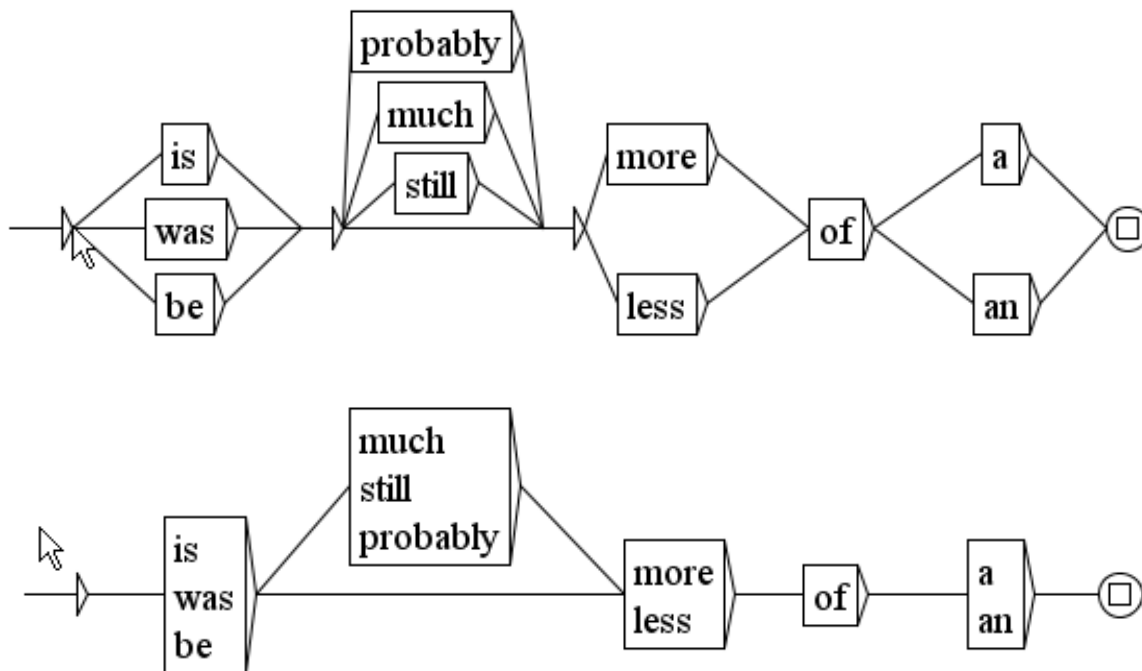 probably
much
still
is
was
be
more
less
of
a
an
much
still
probably
is
was
be
more
less
of
a
an